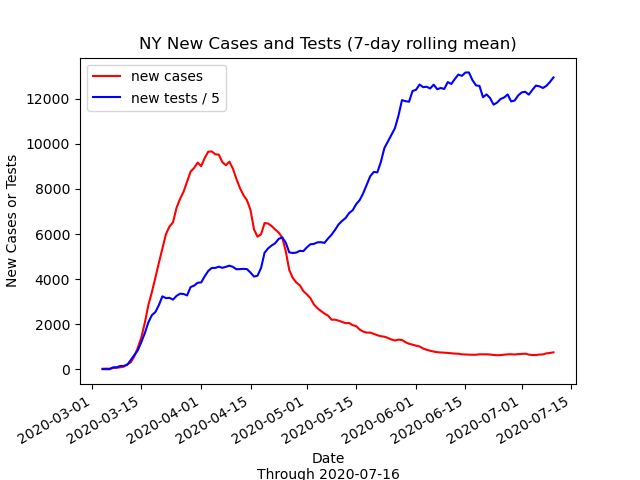 NY New Cases and Tests (7-day rolling mean)
new cases
new tests / 5
12000
10000
8000
6000
4000
2000
0
New Cases or Tests
2020-03-01
2020-03-15
2020-04-01
2020-04-15
2020-05-01
2020-05-15
2020-06-01
2020-06-15
2020-07-01
2020-07-15
Date
Through 2020-07-16